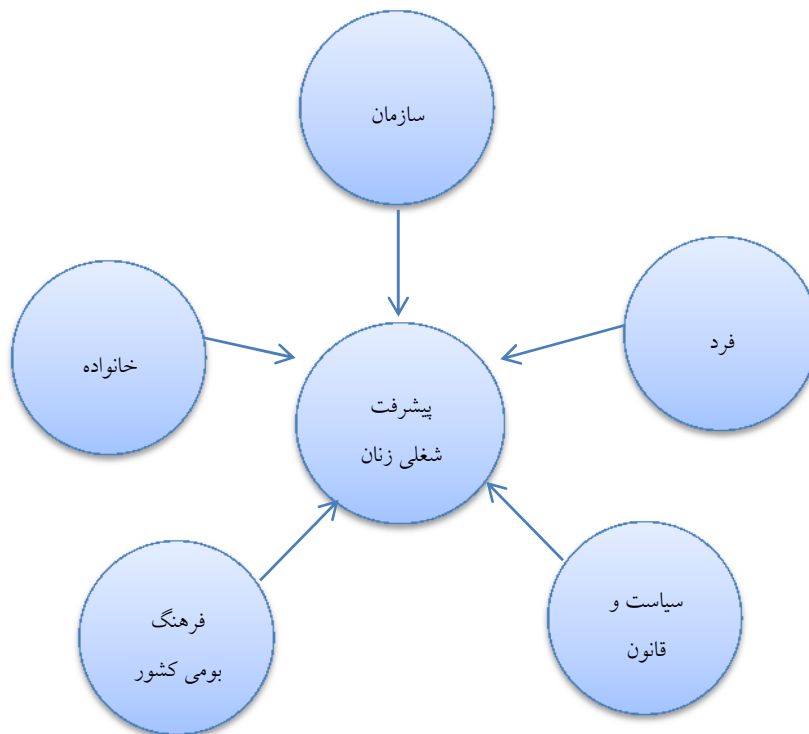 سازمان
فرد
خانواده
پیشرفت
شغلی زنان
سیاست و
قانون
فرهنگ
بومی کشور